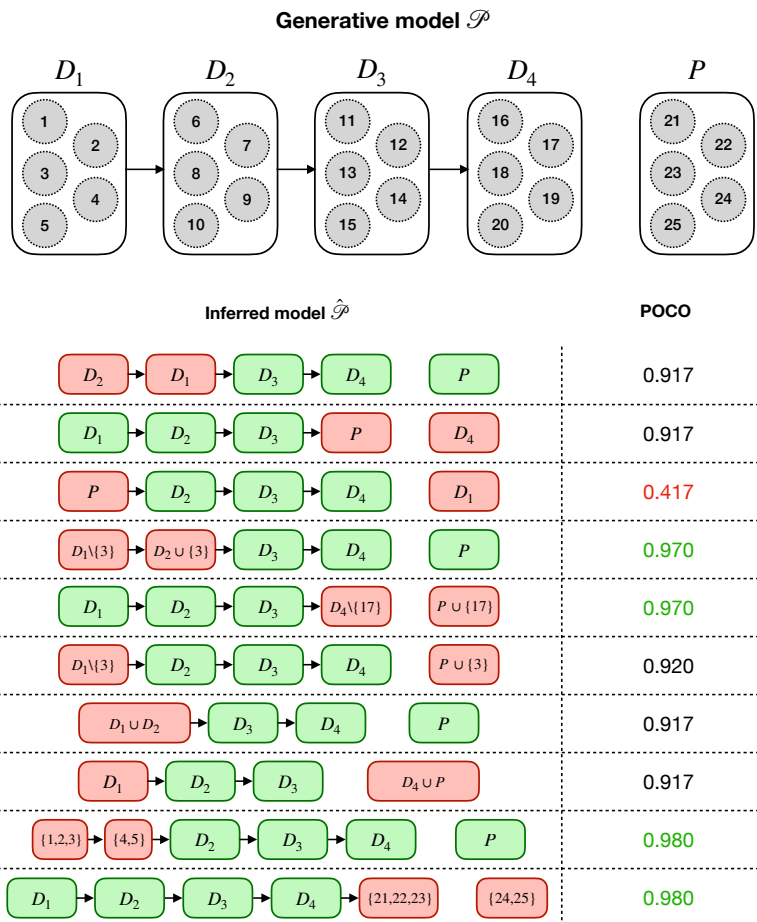 Generative model 𝒫
D₁ D₂ D₃ D₄ P
1 6 11 16 21
2 7 12 17 22
3 8 13 18 23
4 9 14 19 24
5 10 15 20 25
Inferred model 𝒫̂ POCO
D₂ D₁ D₃ D₄ P 0.917
D₁ D₂ D₃ P D₄ 0.917
P D₂ D₃ D₄ D₁ 0.417
D₁\{3} D₂ ∪ {3} D₃ D₄ P 0.970
D₁ D₂ D₃ D₄\{17} P ∪ {17} 0.970
D₁\{3} D₂ D₃ D₄ P ∪ {3} 0.920
D₁ ∪ D₂ D₃ D₄ P 0.917
D₁ D₂ D₃ D₄ ∪ P 0.917
{1,2,3} {4,5} D₂ D₃ D₄ P 0.980
D₁ D₂ D₃ D₄ {21,22,23} {24,25} 0.980